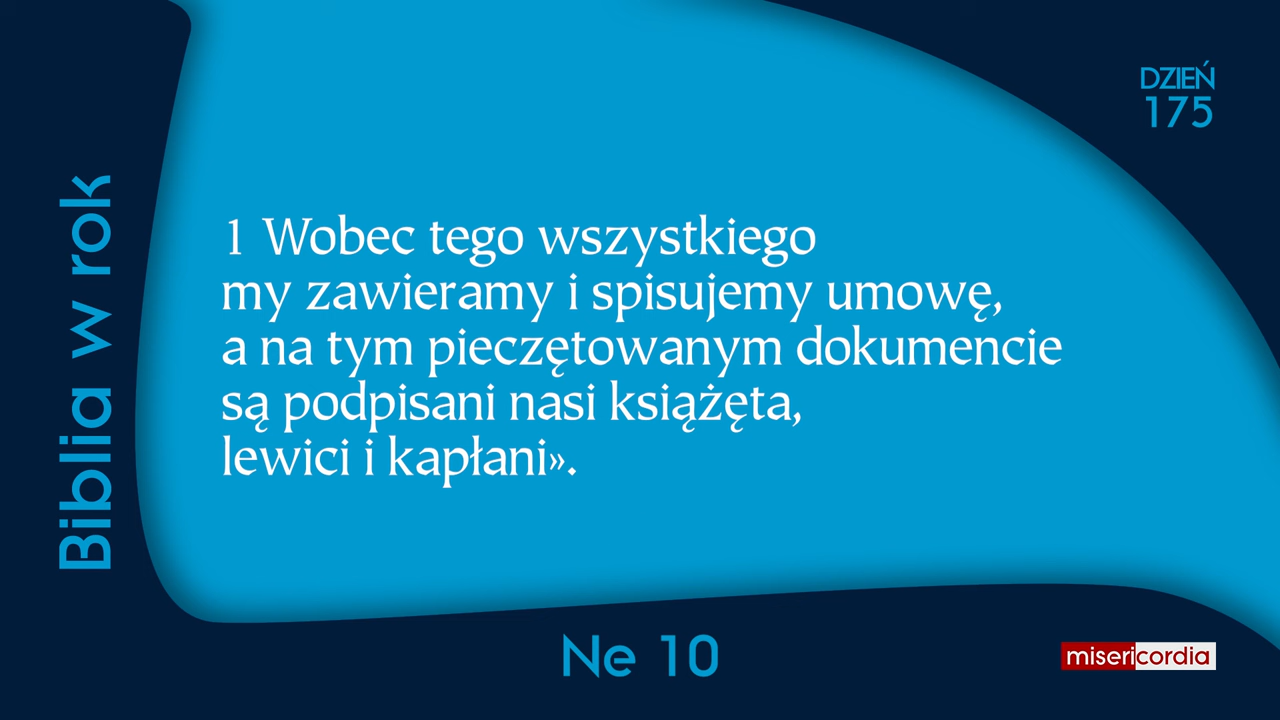 DZIEŃ
175
Biblia w rok
1 Wobec tego wszystkiego
my zawieramy i spisujemy umowę,
a na tym pieczętowanym dokumencie
są podpisani nasi książęta,
lewici i kapłani».
Ne 10
misericordia